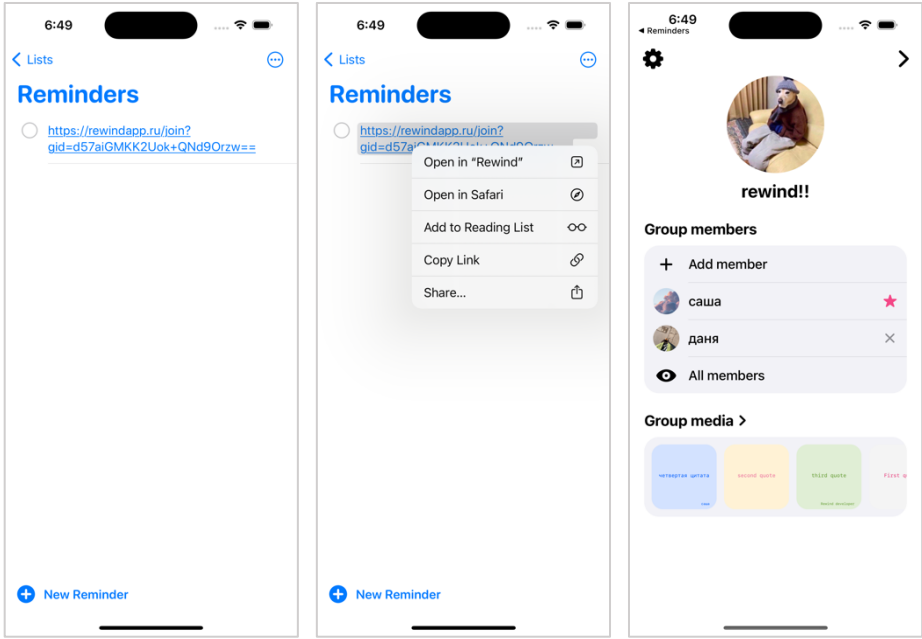 6:49
Lists
Reminders
https://rewindapp.ru/join?
gid=d57aiGMKK2Uok+QNd9Orzw==
New Reminder
6:49
Lists
Reminders
https://rewindapp.ru/join?
gid=d57aiGMKK2Uok+QNd9Orzw
Open in “Rewind”
Open in Safari
Add to Reading List
Copy Link
Share...
New Reminder
6:49
Reminders
rewind!!
Group members
Add member
саша
даня
All members
Group media
четвертая цитата
second quote
third quote
First q